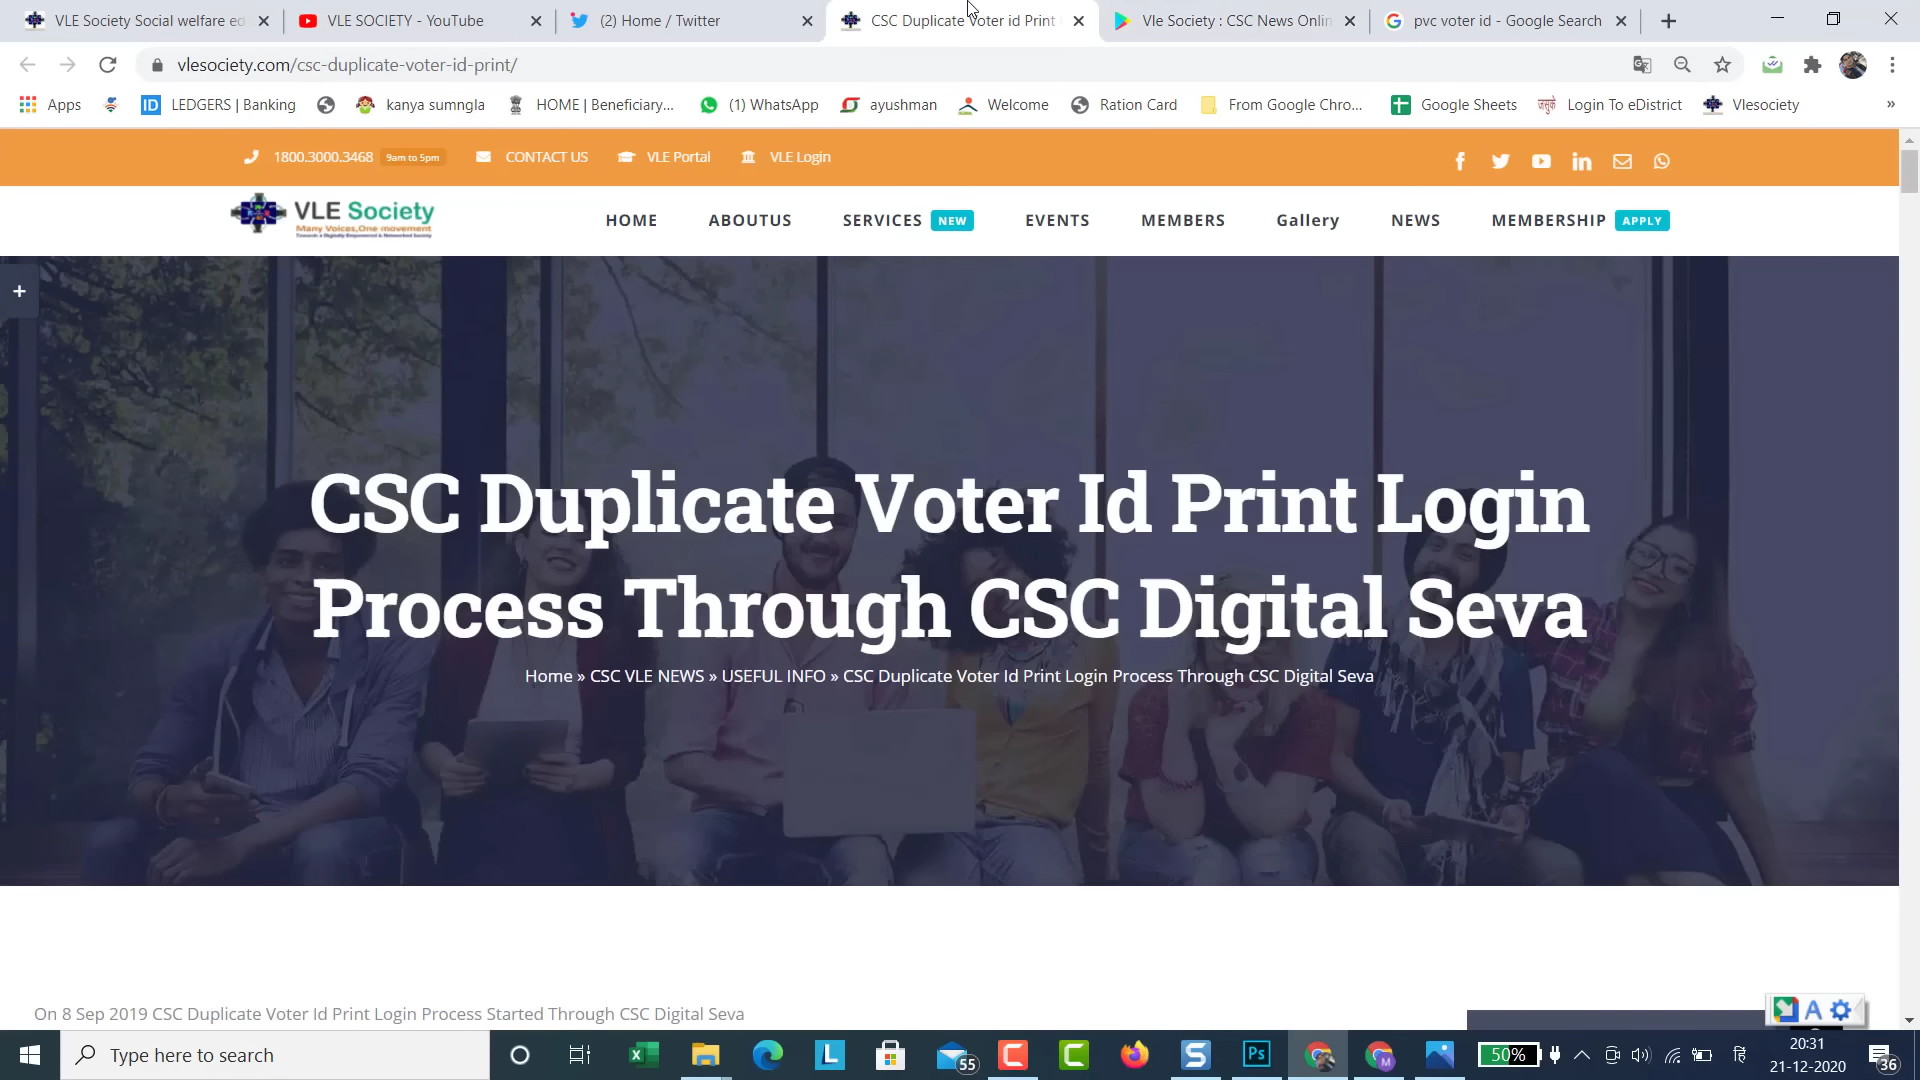 VLE Society Social welfare ed
VLE SOCIETY - YouTube
(2) Home / Twitter
CSC Duplicate Voter id Print
Vle Society : CSC News Onlin
pvc voter id - Google Search
vlesociety.com/csc-duplicate-voter-id-print/
Apps
LEDGERS | Banking
kanya sumngla
HOME | Beneficiary...
(1) WhatsApp
ayushman
Welcome
Ration Card
From Google Chro...
Google Sheets
Login To eDistrict
Vlesociety
»
1800.3000.3468 9am to 5pm CONTACT US VLE Portal VLE Login
VLE Society
Many Voices,One movement
Towards a Digitally Empowered & Networked Society
HOME ABOUTUS SERVICES NEW EVENTS MEMBERS Gallery NEWS MEMBERSHIP APPLY
+
CSC Duplicate Voter Id Print Login
Process Through CSC Digital Seva
Home » CSC VLE NEWS » USEFUL INFO » CSC Duplicate Voter Id Print Login Process Through CSC Digital Seva
On 8 Sep 2019 CSC Duplicate Voter Id Print Login Process Started Through CSC Digital Seva
A
Type here to search
L
55
S
Ps
M
50%
हि
20:31
21-12-2020
36